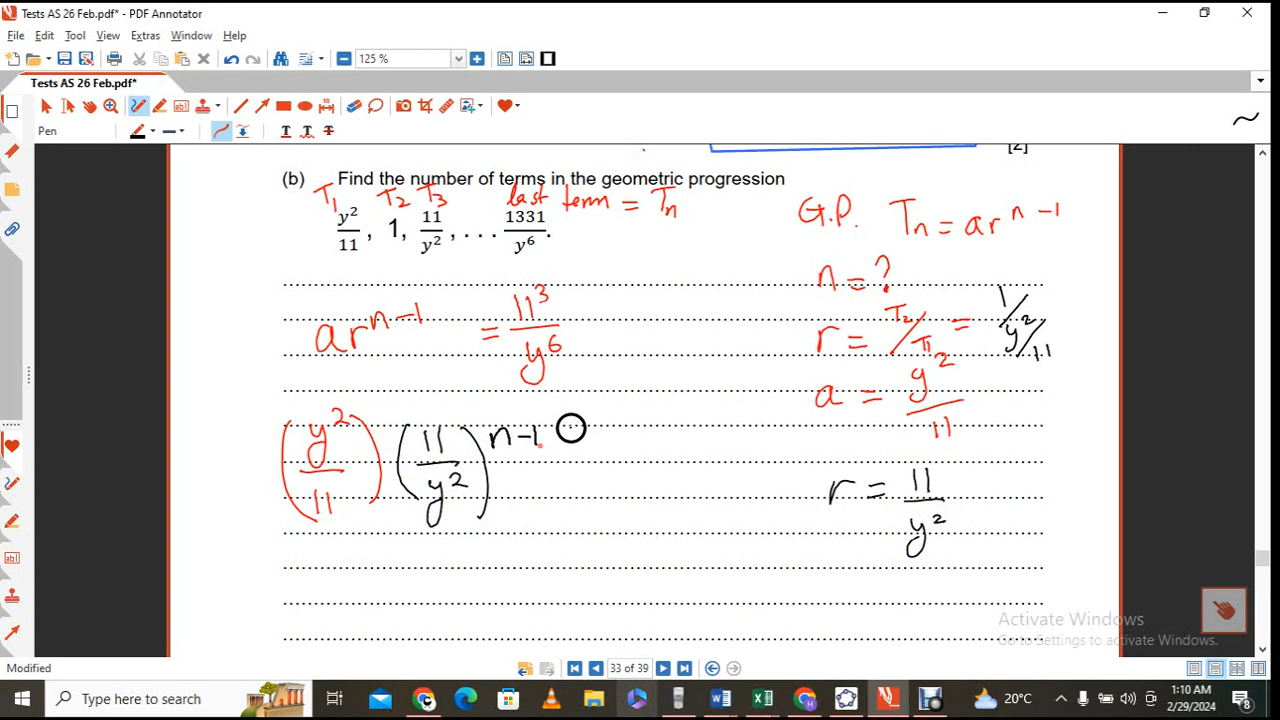 Tests AS 26 Feb.pdf* - PDF Annotator
File Edit Tool View Extras Window Help
125 %
Tests AS 26 Feb.pdf*
Pen
[2]
(b) Find the number of terms in the geometric progression
T1 T2 T3 last term = Tn
y²/11, 1, 11/y², . . . 1331/y⁶.
G.P. Tn = ar^(n-1)
n = ?
ar^(n-1) = 11³/y⁶
r = T2/T1 = 1/(y²/11)
a = y²/11
(y²/11) (11/y²)^(n-1)
r = 11/y²
Activate Windows
Go to Settings to activate Windows.
Modified
33 of 39
Type here to search
20°C
1:10 AM
2/29/2024
8